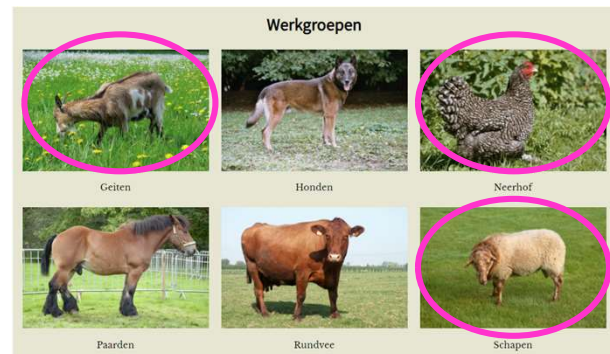 Werkgroepen
Geiten
Honden
Neerhof
Paarden
Rundvee
Schapen